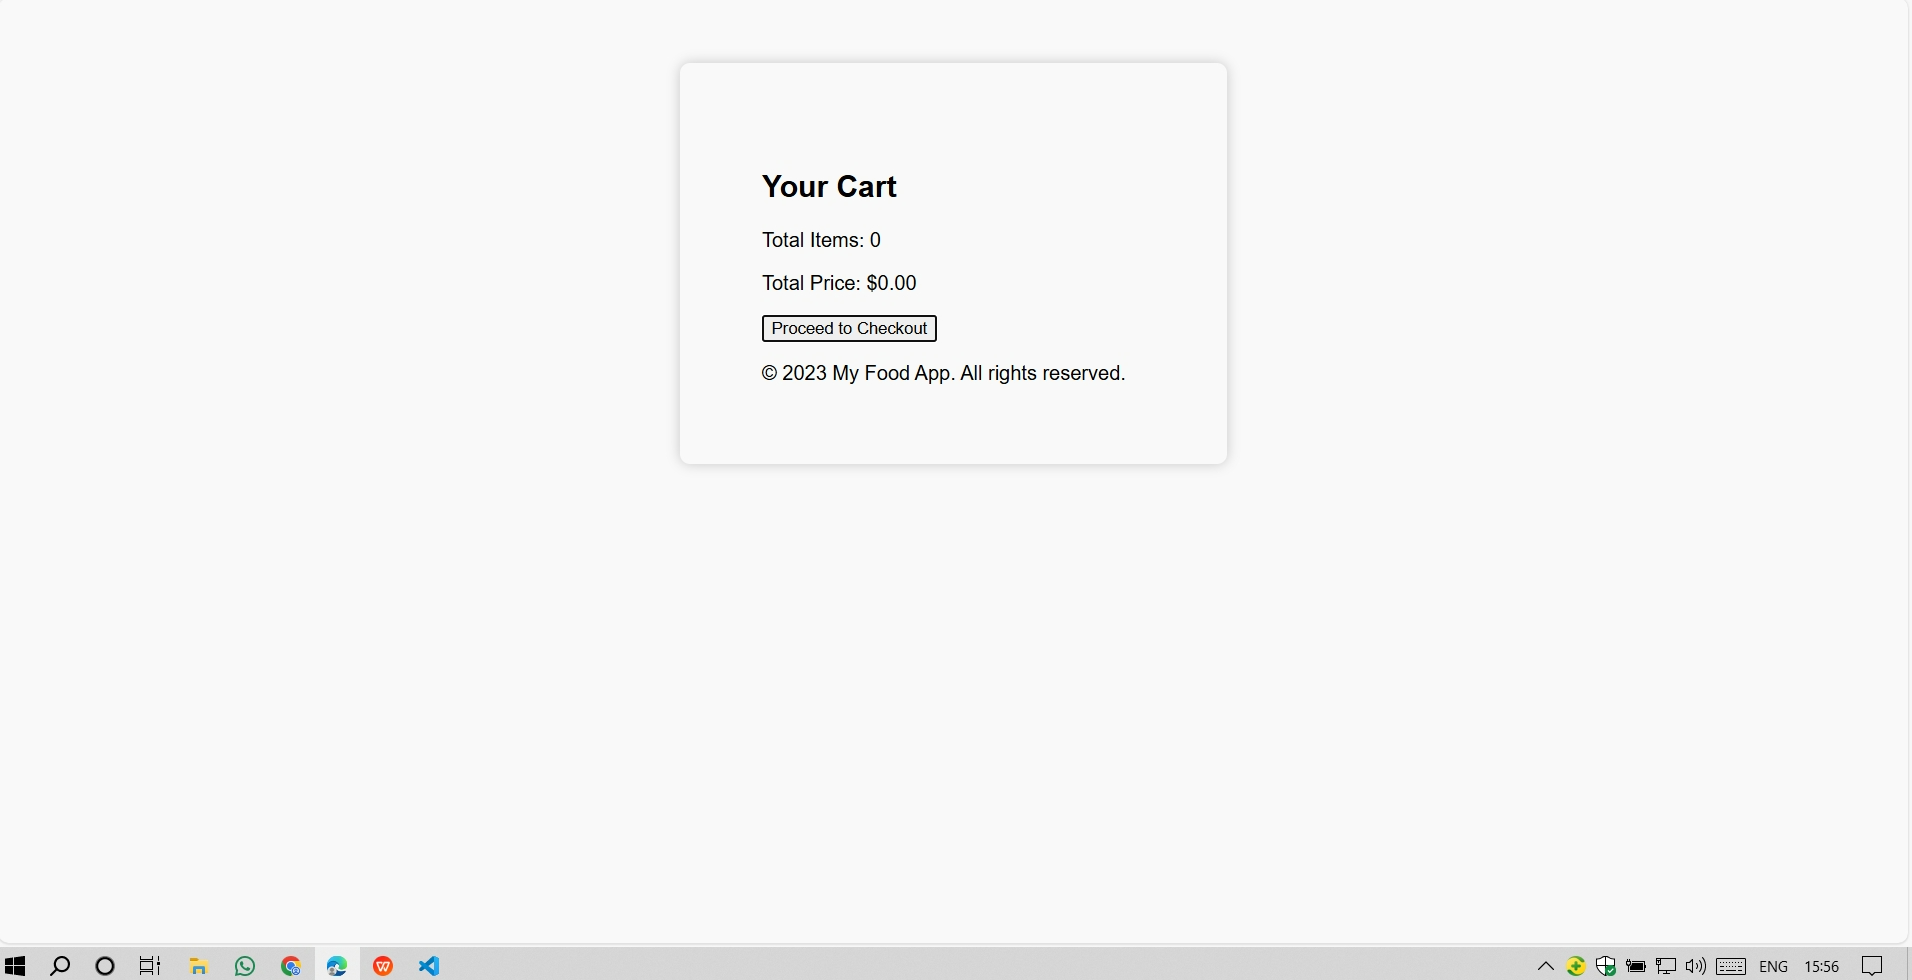 Your Cart
Total Items: 0
Total Price: $0.00
Proceed to Checkout
© 2023 My Food App. All rights reserved.
ENG 15:56